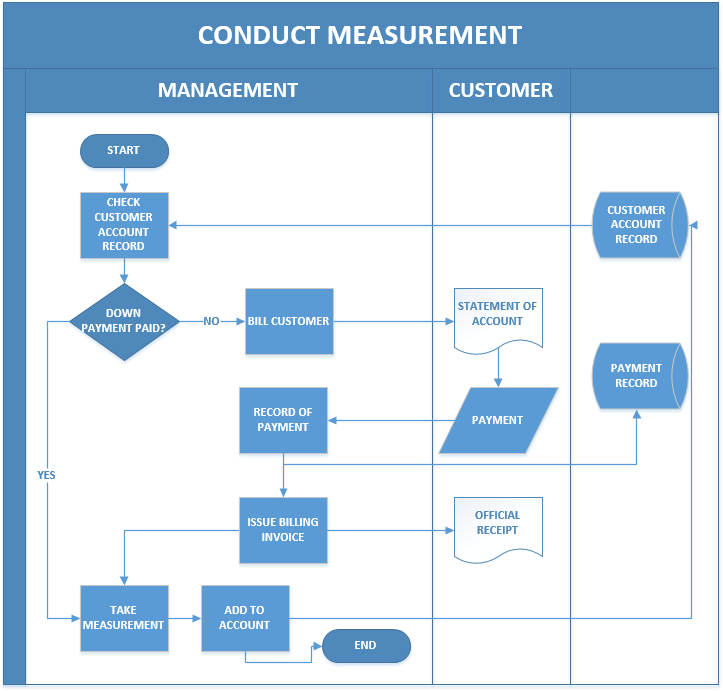 CONDUCT MEASUREMENT
MANAGEMENT
CUSTOMER
START
CHECK
CUSTOMER
ACCOUNT
RECORD
CUSTOMER
ACCOUNT
RECORD
DOWN
PAYMENT PAID?
NO
BILL CUSTOMER
STATEMENT OF
ACCOUNT
PAYMENT
RECORD
RECORD OF
PAYMENT
PAYMENT
YES
ISSUE BILLING
INVOICE
OFFICIAL
RECEIPT
TAKE
MEASUREMENT
ADD TO
ACCOUNT
END